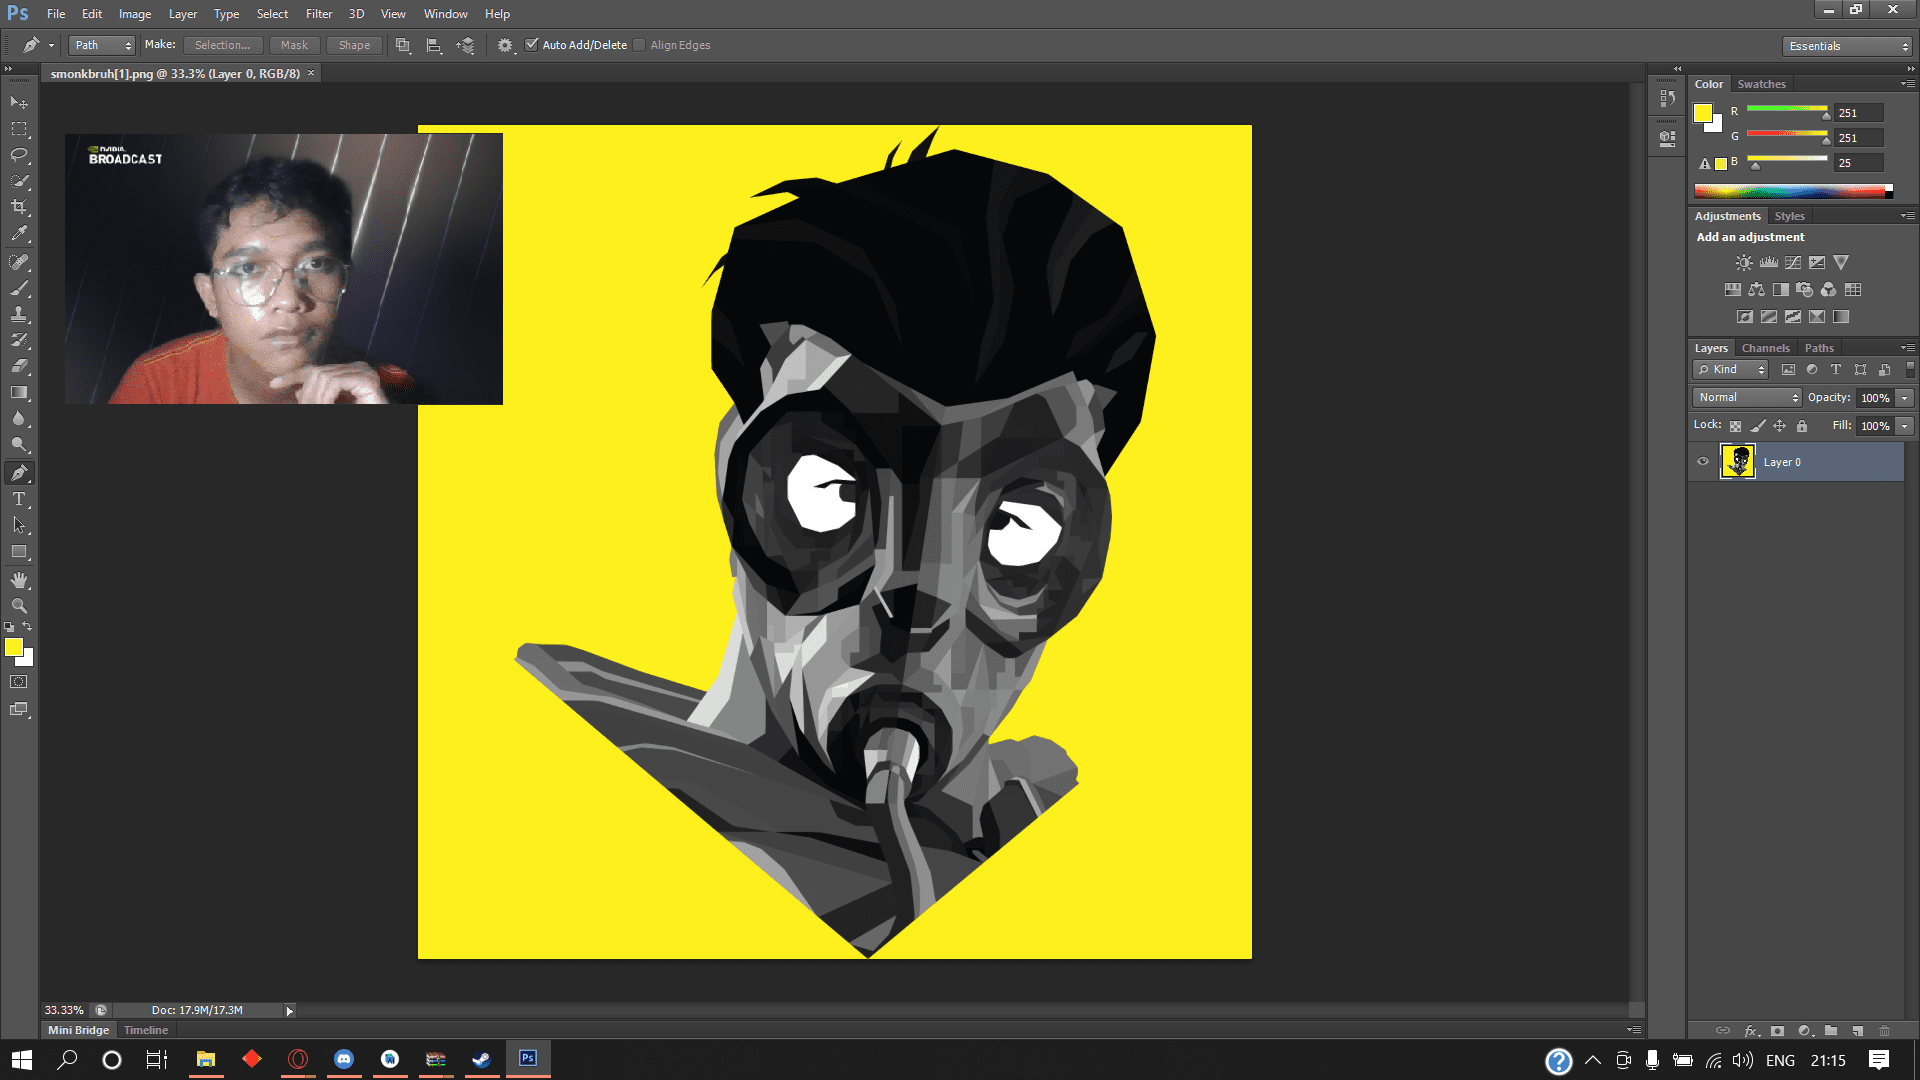 Ps File Edit Image Layer Type Select Filter 3D View Window Help
Path Make: Selection... Mask Shape Auto Add/Delete Align Edges Essentials
smonkbruh[1].png @ 33.3% (Layer 0, RGB/8) ×
NVIDIA
BROADCAST
Color Swatches
R 251
G 251
B 25
Adjustments Styles
Add an adjustment
Layers Channels Paths
Kind
Normal Opacity: 100%
Lock: Fill: 100%
Layer 0
T
33.33% Doc: 17.9M/17.3M
Mini Bridge Timeline
fx
Ps ENG 21:15